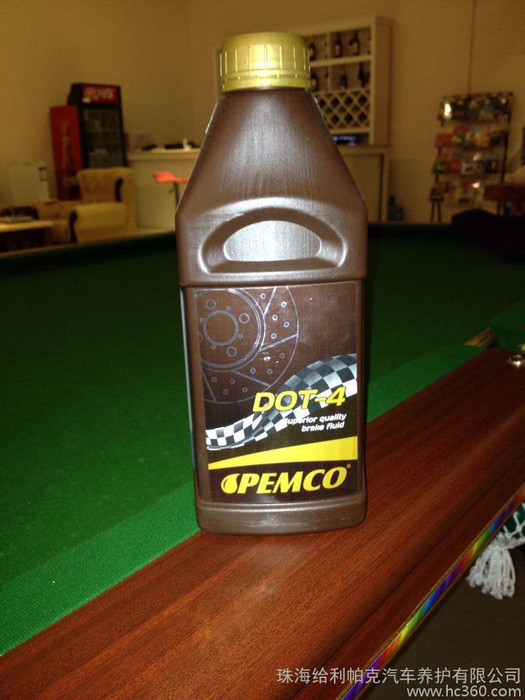 DOT-4
Superior quality
brake fluid
PEMCO®
珠海给利帕克汽车养护有限公司
www.hc360.com